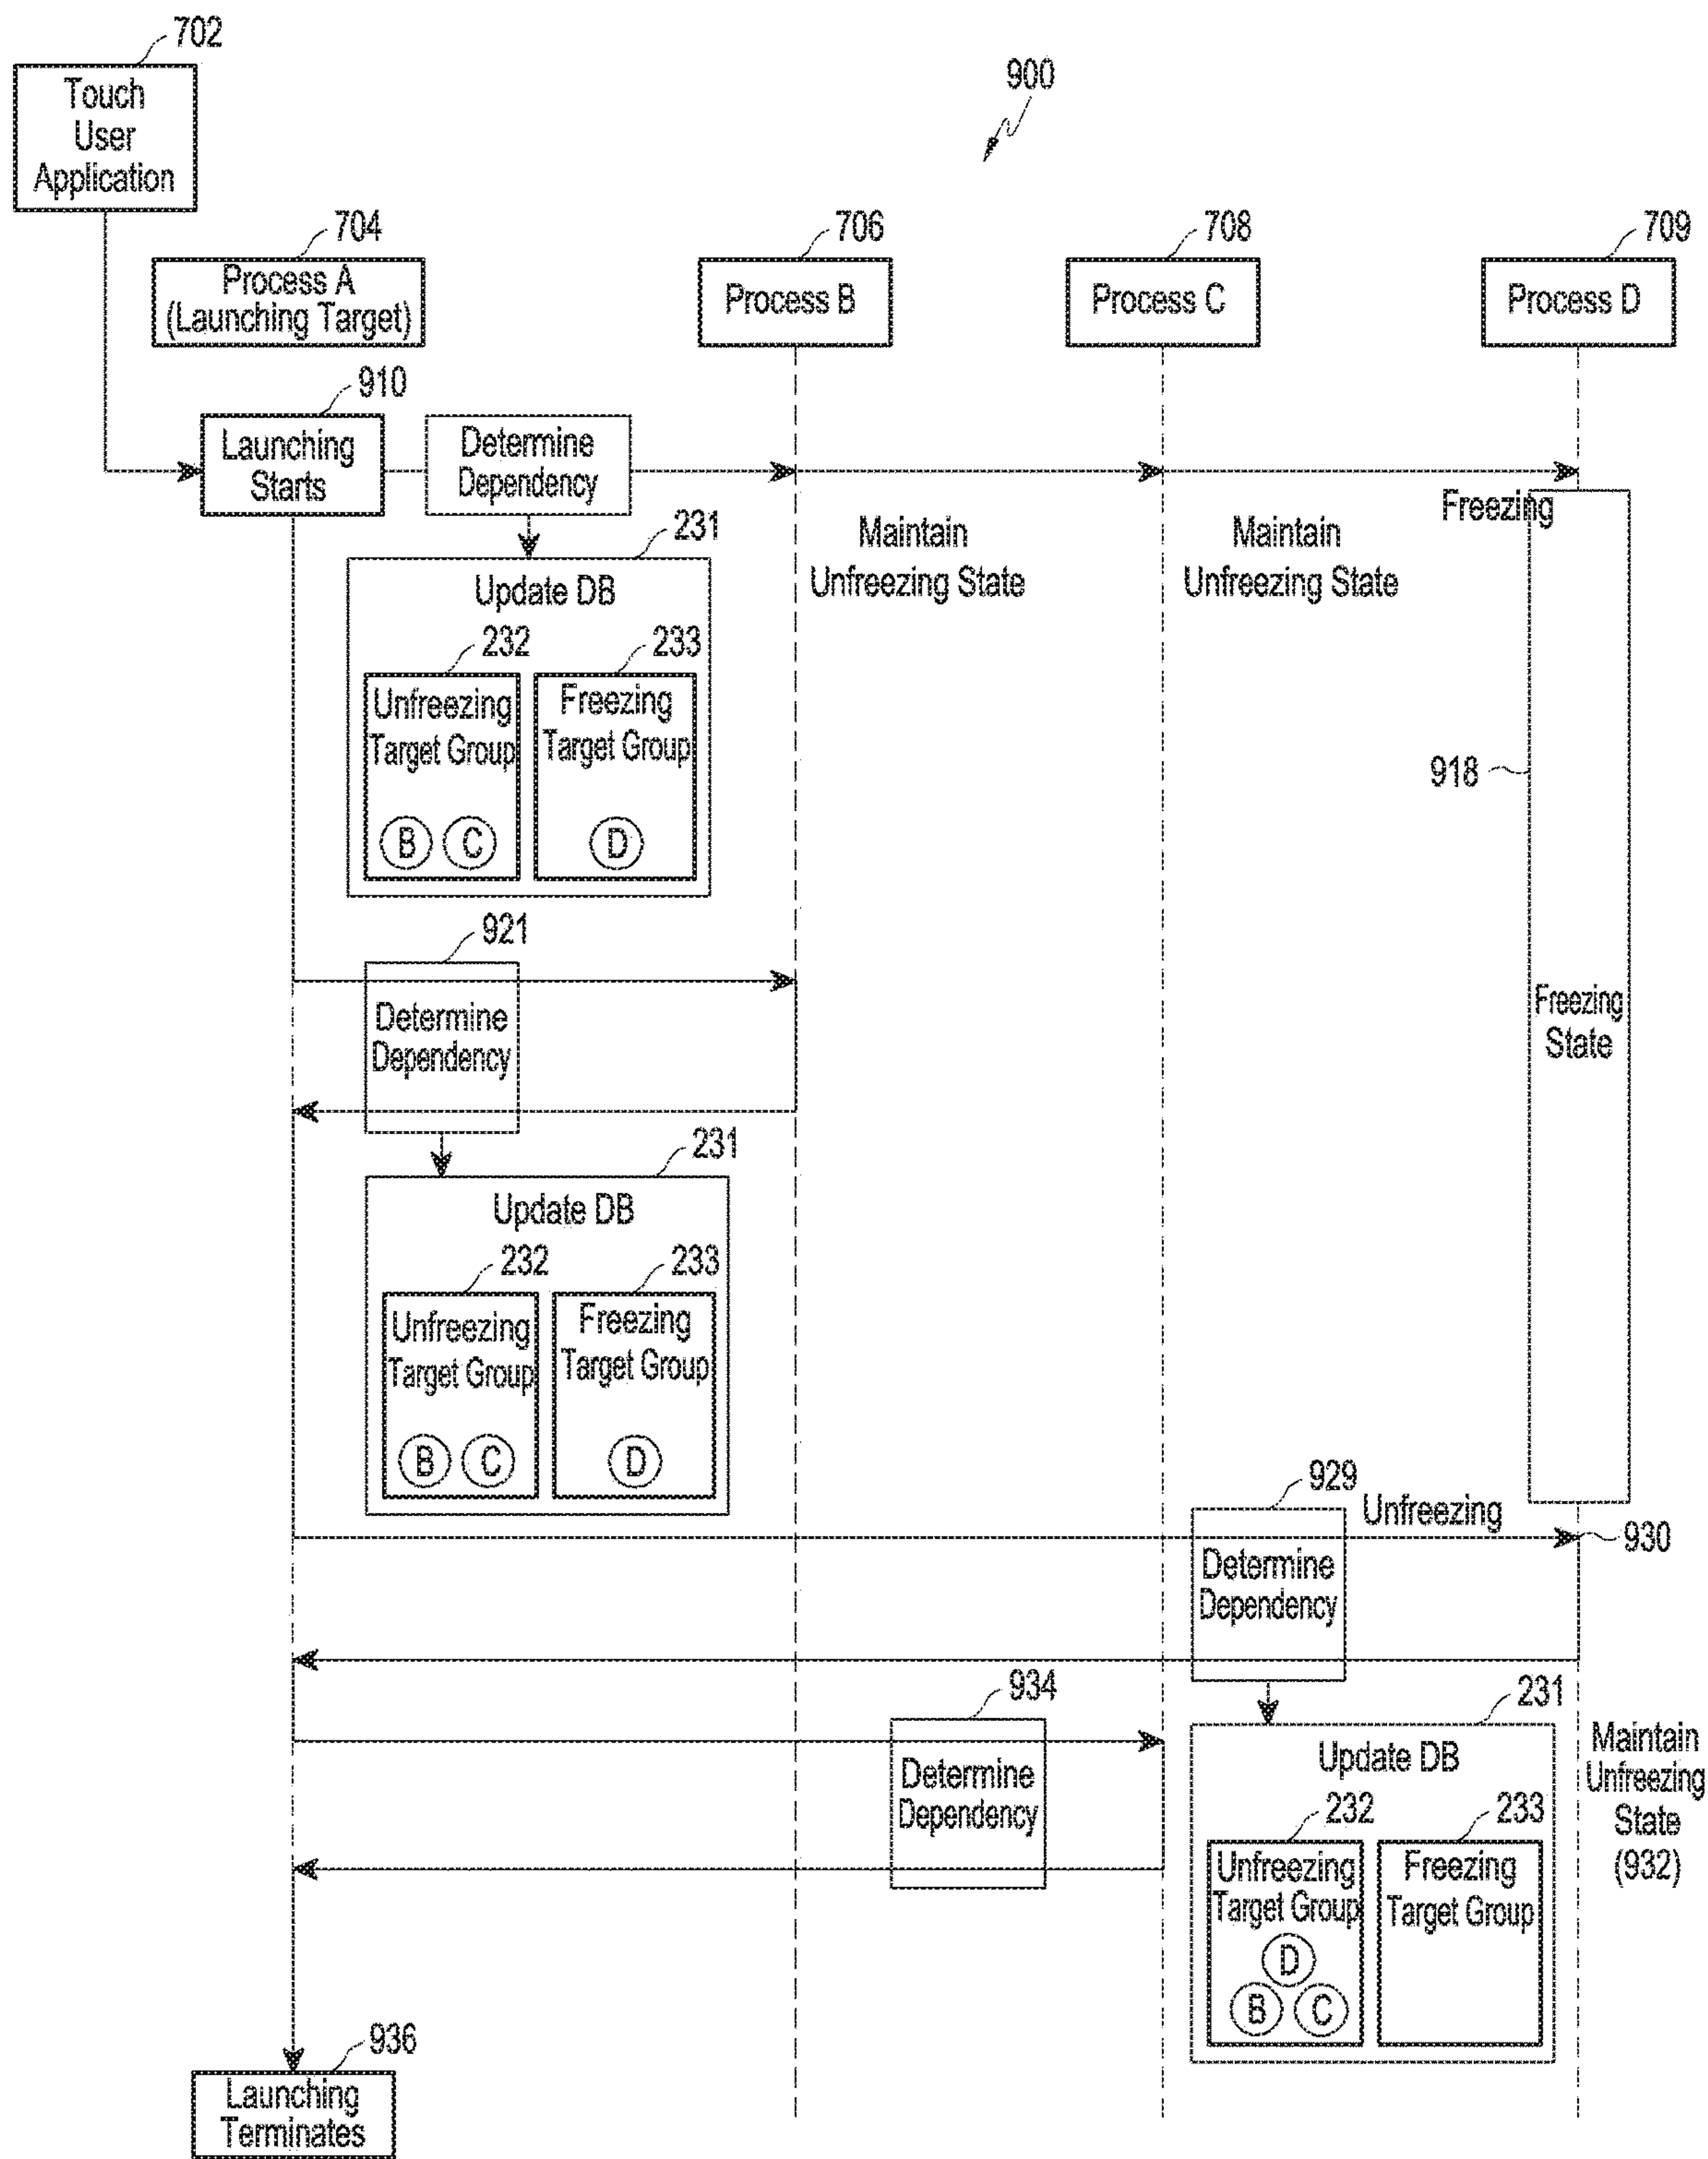 702
Touch
User
Application
900
704
Process A
(Launching Target)
706
Process B
708
Process C
709
Process D
910
Launching
Starts
Determine
Dependency
Freezing
231
Update DB
Maintain
Unfreezing State
Maintain
Unfreezing State
232
Unfreezing
Target Group
B C
233
Freezing
Target Group
D
918
Freezing
State
921
Determine
Dependency
231
Update DB
232
Unfreezing
Target Group
B C
233
Freezing
Target Group
D
929
Unfreezing
930
Determine
Dependency
934
Determine
Dependency
231
Update DB
232
Unfreezing
Target Group
D
B C
233
Freezing
Target Group
Maintain
Unfreezing
State
(932)
936
Launching
Terminates